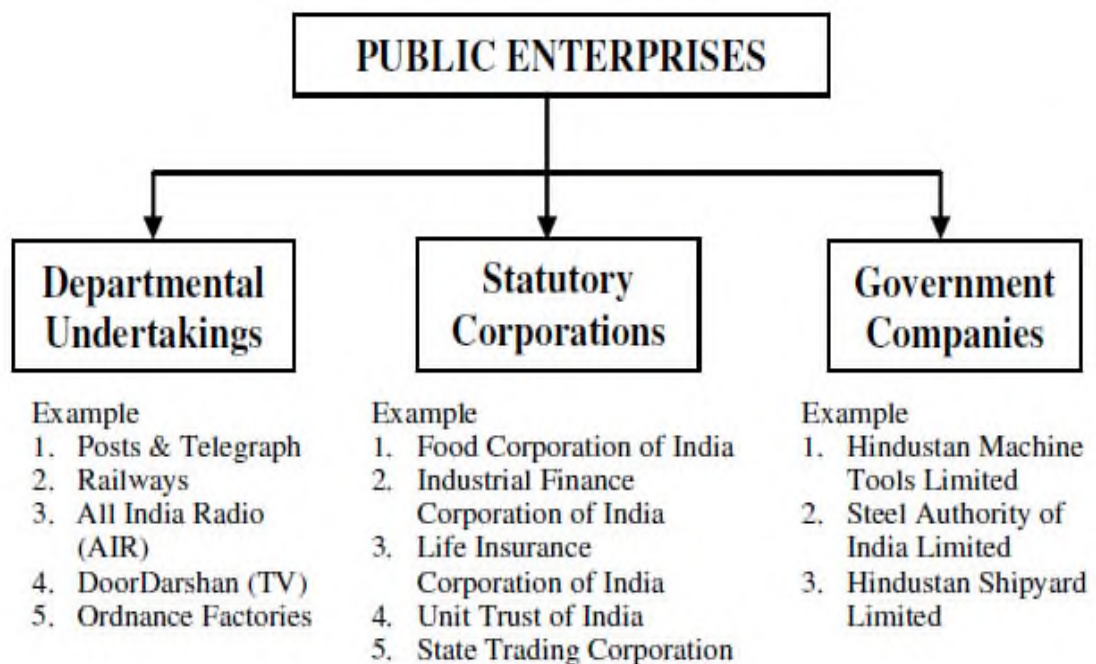 PUBLIC ENTERPRISES
Departmental
Undertakings
Statutory
Corporations
Government
Companies
Example
1. Posts & Telegraph
2. Railways
3. All India Radio
(AIR)
4. DoorDarshan (TV)
5. Ordnance Factories
Example
1. Food Corporation of India
2. Industrial Finance
Corporation of India
3. Life Insurance
Corporation of India
4. Unit Trust of India
5. State Trading Corporation
Example
1. Hindustan Machine
Tools Limited
2. Steel Authority of
India Limited
3. Hindustan Shipyard
Limited